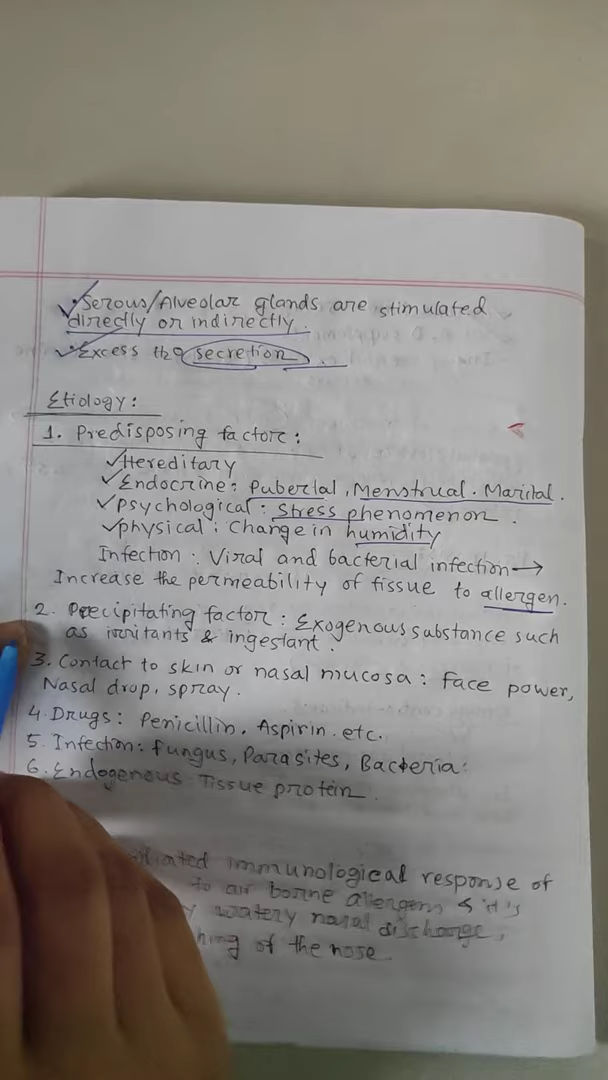 Serous/Alveolar glands are stimulated
directly or indirectly.
Excess secretion.
Etiology:
1. Predisposing factor:
Hereditary
Endocrine: Pubertal, Menstrual. Marital.
Psychological: Stress phenomenon.
Physical: Change in humidity
Infection: Viral and bacterial infection →
Increase the permeability of tissue to allergen.
2. Precipitating factor: Exogenous substance such
as irritants & ingestant.
3. Contact to skin or nasal mucosa: Face power,
Nasal drop, spray.
4. Drugs: Penicillin, Aspirin. etc.
5. Infection: Fungus, Parasites, Bacteria.
6. Endogenous Tissue protein.
immunological response of
to air borne allergens & it's
watery nasal discharge,
of the nose.